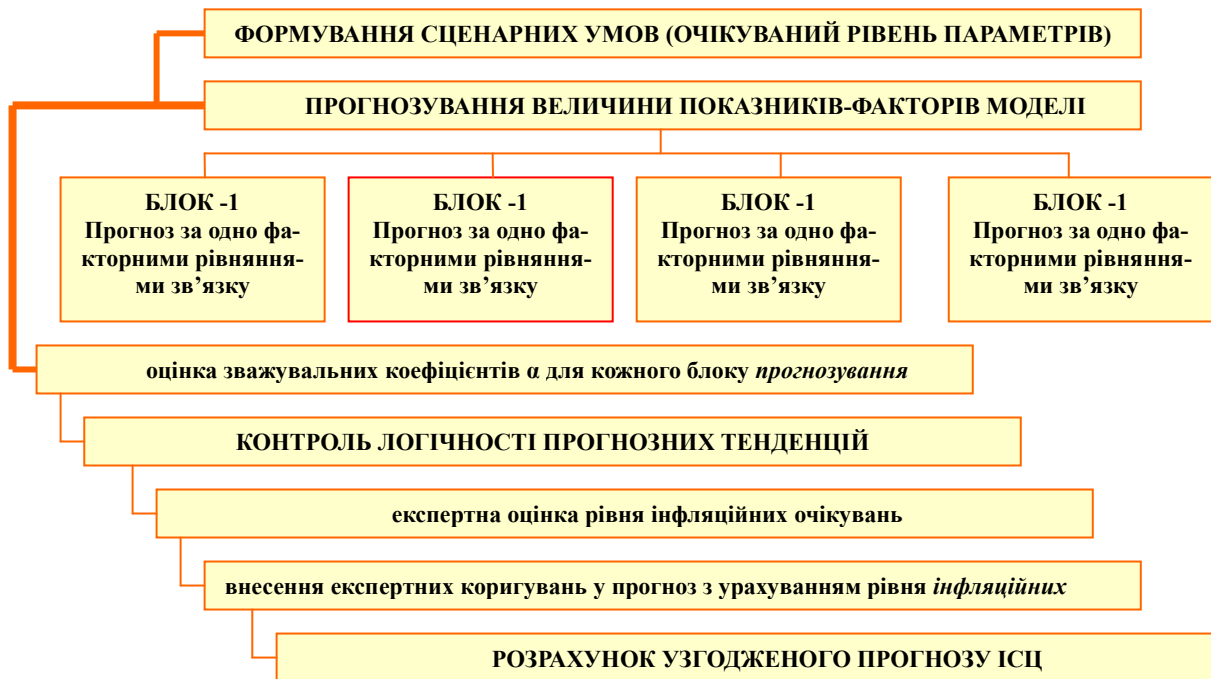 ФОРМУВАННЯ СЦЕНАРНИХ УМОВ (ОЧІКУВАНИЙ РІВЕНЬ ПАРАМЕТРІВ)
ПРОГНОЗУВАННЯ ВЕЛИЧИНИ ПОКАЗНИКІВ-ФАКТОРІВ МОДЕЛІ
БЛОК -1
Прогноз за одно фа-
кторними рівняння-
ми зв’язку
БЛОК -1
Прогноз за одно фа-
кторними рівняння-
ми зв’язку
БЛОК -1
Прогноз за одно фа-
кторними рівняння-
ми зв’язку
БЛОК -1
Прогноз за одно фа-
кторними рівняння-
ми зв’язку
оцінка зважувальних коефіцієнтів α для кожного блоку прогнозування
КОНТРОЛЬ ЛОГІЧНОСТІ ПРОГНОЗНИХ ТЕНДЕНЦІЙ
експертна оцінка рівня інфляційних очікувань
внесення експертних коригувань у прогноз з урахуванням рівня інфляційних
РОЗРАХУНОК УЗГОДЖЕНОГО ПРОГНОЗУ ІСЦ